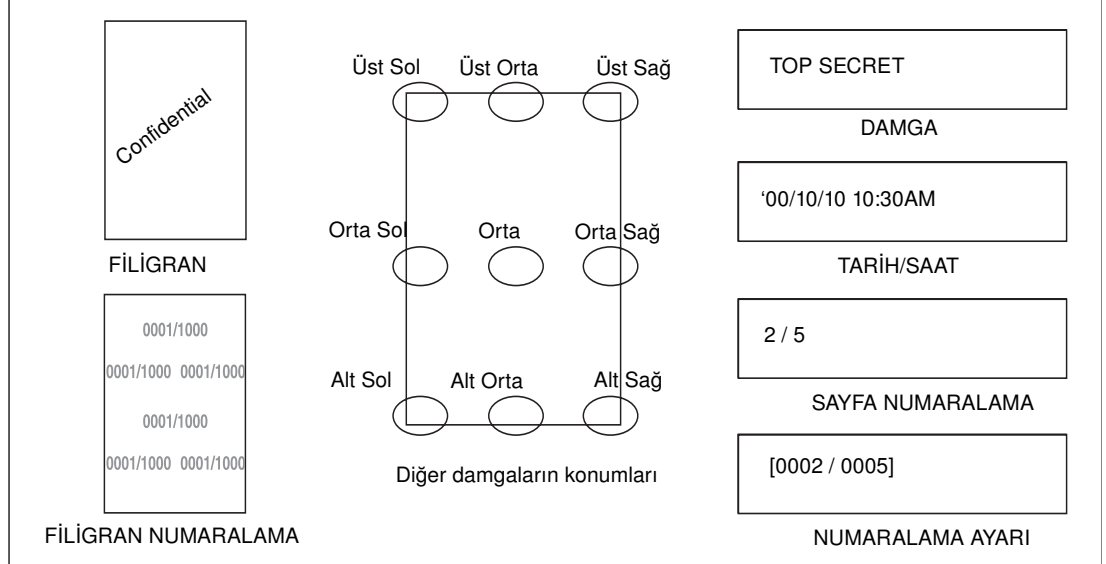 Confidential
FİLİGRAN
0001/1000
0001/1000 0001/1000
0001/1000
0001/1000 0001/1000
FİLİGRAN NUMARALAMA
Üst Sol Üst Orta Üst Sağ
Orta Sol Orta Orta Sağ
Alt Sol Alt Orta Alt Sağ
Diğer damgaların konumları
TOP SECRET
DAMGA
‘00/10/10 10:30AM
TARİH/SAAT
2 / 5
SAYFA NUMARALAMA
[0002 / 0005]
NUMARALAMA AYARI